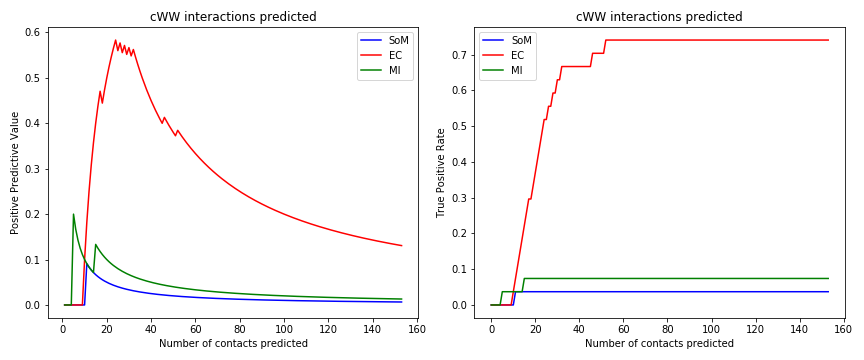 cWW interactions predicted
Positive Predictive Value
0.6
0.5
0.4
0.3
0.2
0.1
0.0
SoM
EC
MI
0 20 40 60 80 100 120 140 160
Number of contacts predicted
cWW interactions predicted
True Positive Rate
0.7
0.6
0.5
0.4
0.3
0.2
0.1
0.0
SoM
EC
MI
0 20 40 60 80 100 120 140 160
Number of contacts predicted